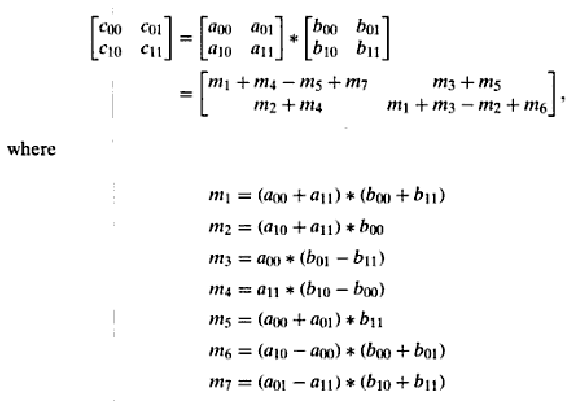 [c₀₀ c₀₁; c₁₀ c₁₁] = [a₀₀ a₀₁; a₁₀ a₁₁] * [b₀₀ b₀₁; b₁₀ b₁₁]
= [m₁ + m₄ − m₅ + m₇ m₃ + m₅; m₂ + m₄ m₁ + m₃ − m₂ + m₆],
where
m₁ = (a₀₀ + a₁₁) * (b₀₀ + b₁₁)
m₂ = (a₁₀ + a₁₁) * b₀₀
m₃ = a₀₀ * (b₀₁ − b₁₁)
m₄ = a₁₁ * (b₁₀ − b₀₀)
m₅ = (a₀₀ + a₀₁) * b₁₁
m₆ = (a₁₀ − a₀₀) * (b₀₀ + b₀₁)
m₇ = (a₀₁ − a₁₁) * (b₁₀ + b₁₁)